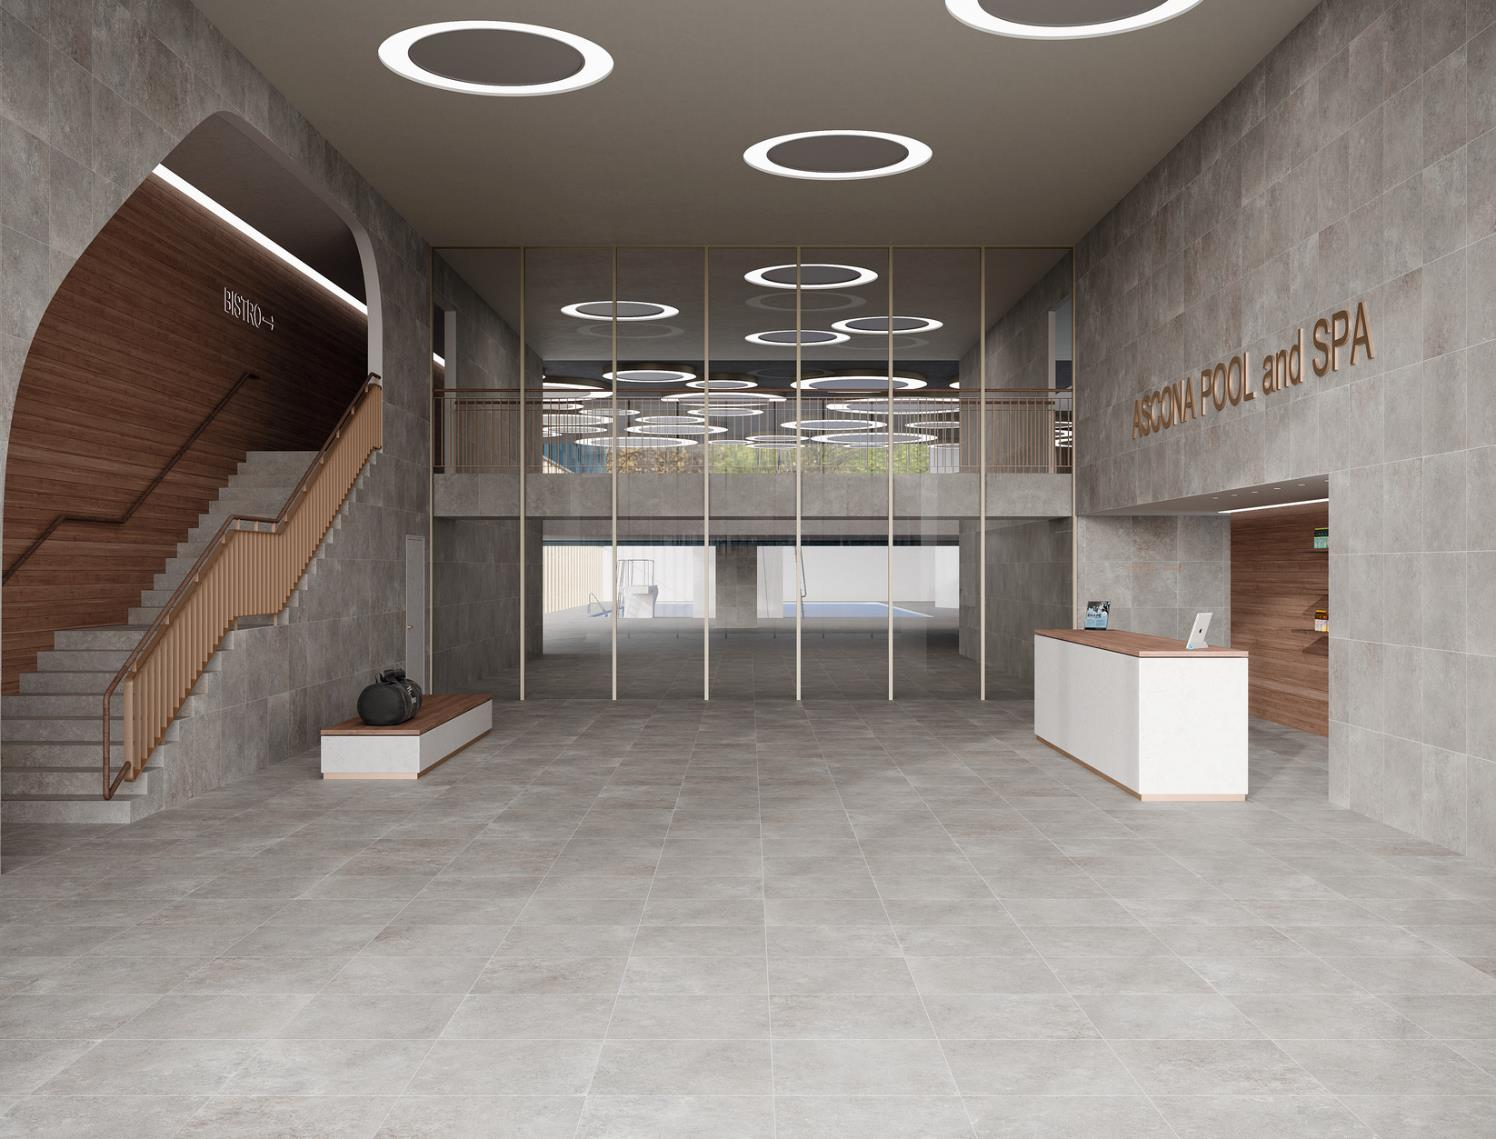 BISTRO→
ASCONA POOL and SPA